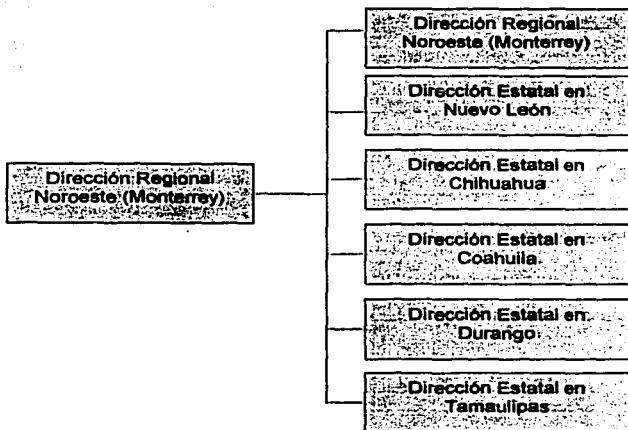 Dirección Regional
Noroeste (Monterrey)
Dirección Regional
Noroeste (Monterrey)
Dirección Estatal en
Nuevo León
Dirección Estatal en
Chihuahua
Dirección Estatal en
Coahuila
Dirección Estatal en
Durango
Dirección Estatal en
Tamaulipas